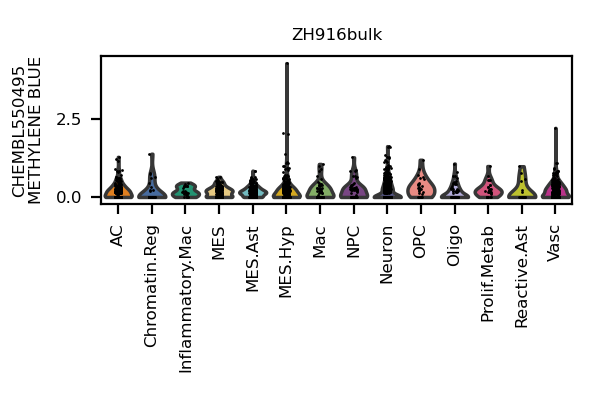 ZH916bulk
CHEMBL550495
METHYLENE BLUE
2.5
0.0
AC
Chromatin.Reg
Inflammatory.Mac
MES
MES.Ast
MES.Hyp
Mac
NPC
Neuron
OPC
Oligo
Prolif.Metab
Reactive.Ast
Vasc